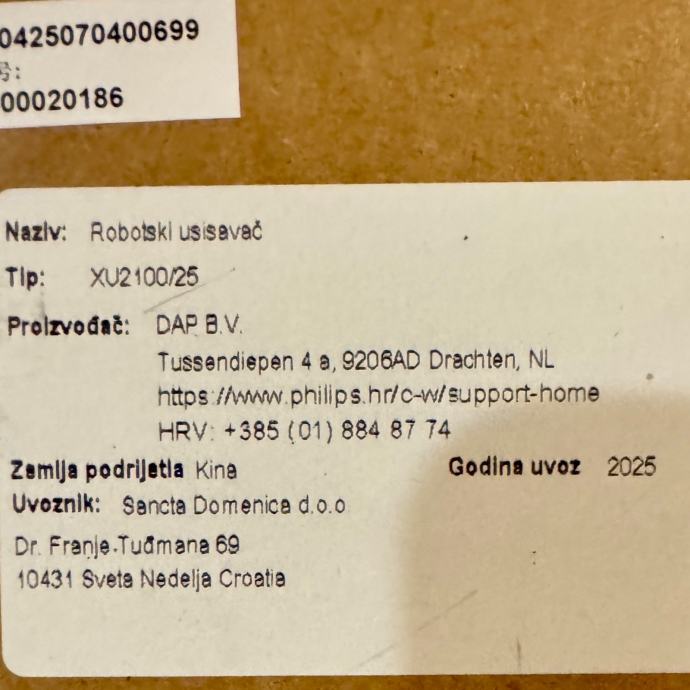 0425070400699
号:
00020186
Naziv: Robotski usisavač
Tip: XU2100/25
Proizvođač: DAP B.V.
Tussendiepen 4 a, 9206AD Drachten, NL
https://www.philips.hr/c-w/support-home
HRV: +385 (01) 884 87 74
Zemlja podrijetla Kina Godina uvoz 2025
Uvoznik: Sancta Domenica d.o.o
Dr. Franje Tuđmana 69
10431 Sveta Nedelja Croatia